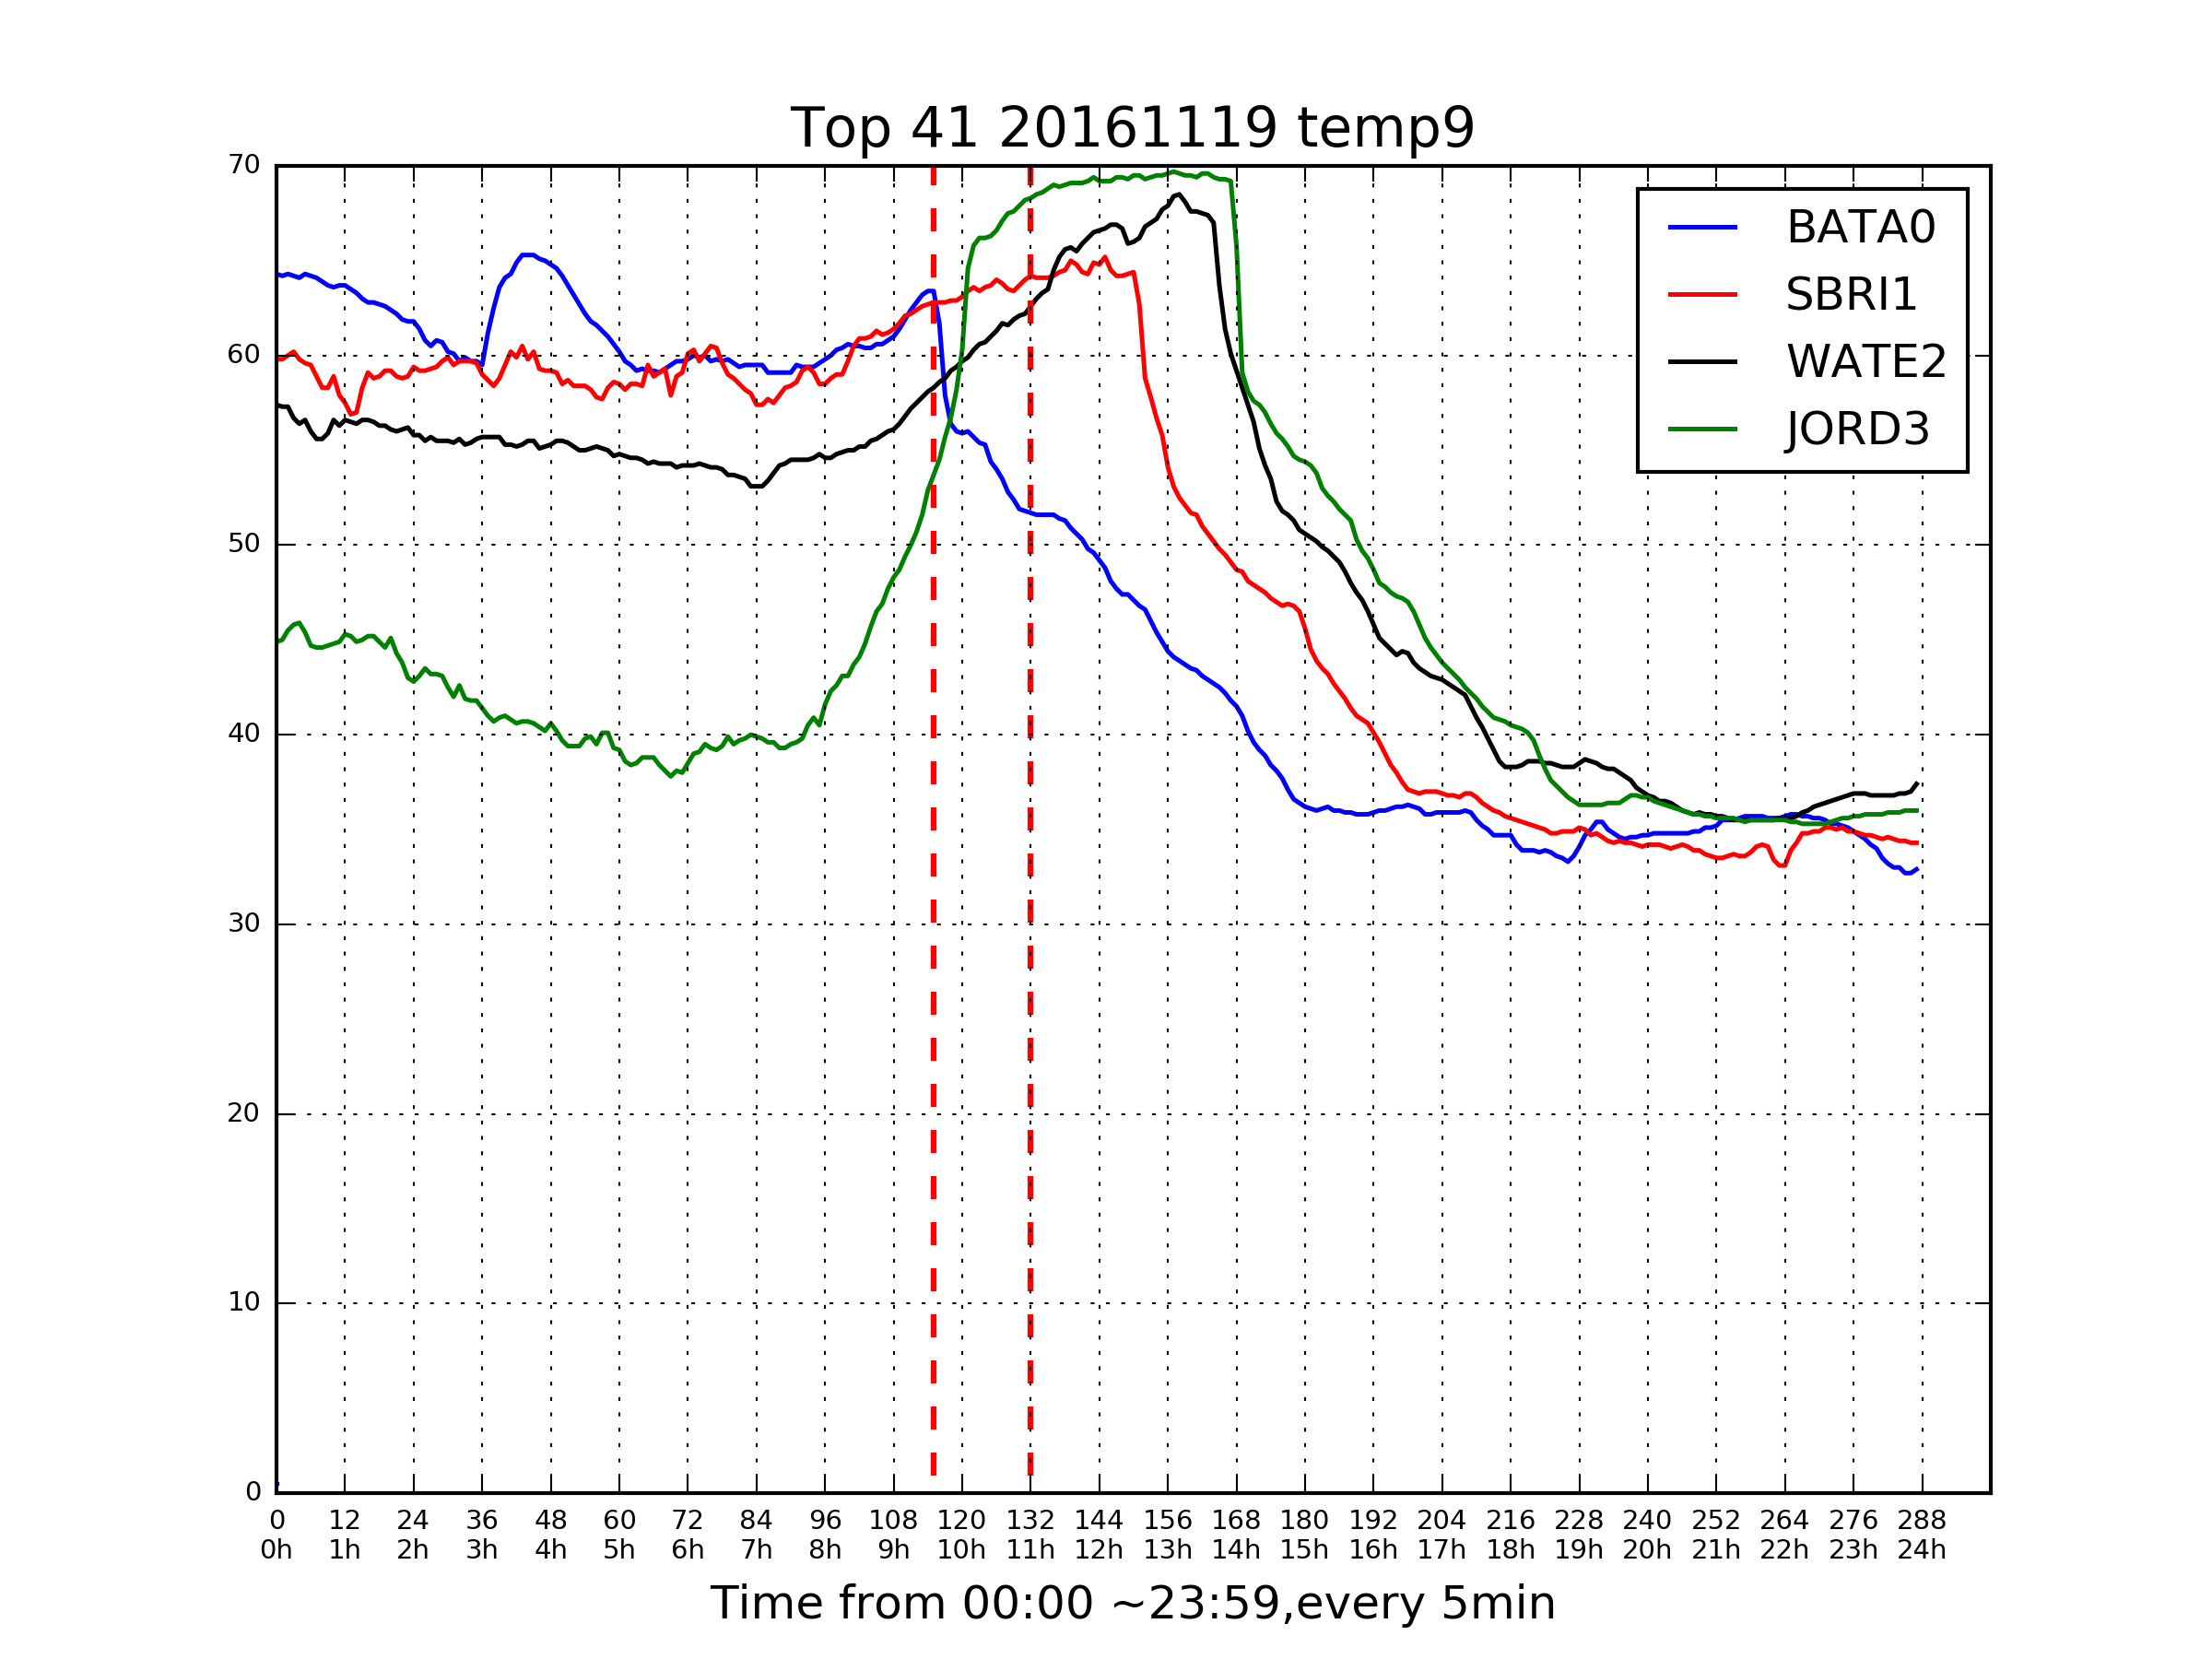 Top 41 20161119 temp9
70
60
50
40
30
20
10
0
BATA0
SBRI1
WATE2
JORD3
0 12 24 36 48 60 72 84 96 108 120 132 144 156 168 180 192 204 216 228 240 252 264 276 288
0h 1h 2h 3h 4h 5h 6h 7h 8h 9h 10h 11h 12h 13h 14h 15h 16h 17h 18h 19h 20h 21h 22h 23h 24h
Time from 00:00 ~23:59,every 5min